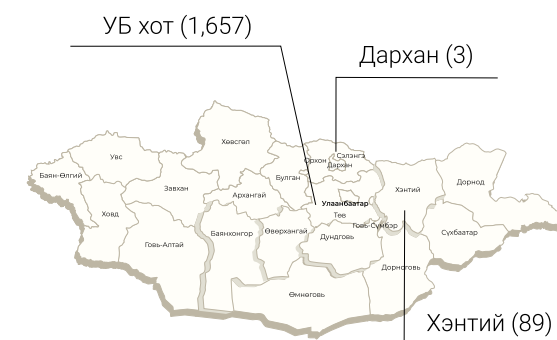 УБ хот (1,657)
Дархан (3)
Хөвсгөл
Увс
Орхон
Сэлэнгэ
Дархан
Баян-Өлгий
Завхан
Булган
Хэнтий
Дорнод
Архангай
Улаанбаатар
Ховд
Төв
Говь-Сүмбэр
Говь-Алтай
Баянхонгор
Өвөрхангай
Дундговь
Сүхбаатар
Дорноговь
Өмнөговь
Хэнтий (89)